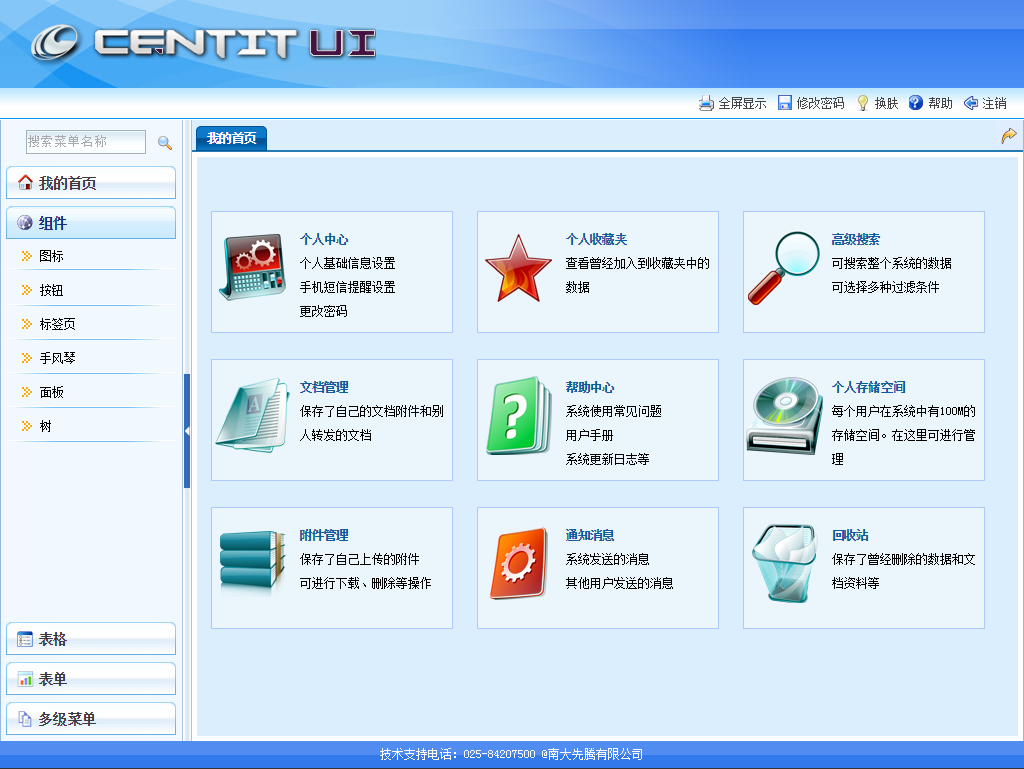 CENTIT UI
全屏显示 修改密码 换肤 帮助 注销
搜索菜单名称
我的首页
组件
图标
按钮
标签页
手风琴
面板
树
表格
表单
多级菜单
我的首页
个人中心
个人基础信息设置
手机短信提醒设置
更改密码
个人收藏夹
查看曾经加入到收藏夹中的
数据
高级搜索
可搜索整个系统的数据
可选择多种过滤条件
文档管理
保存了自己的文档附件和别
人转发的文档
帮助中心
系统使用常见问题
用户手册
系统更新日志等
个人存储空间
每个用户在系统中有100M的
存储空间。在这里可进行管
理
附件管理
保存了自己上传的附件
可进行下载、删除等操作
通知消息
系统发送的消息
其他用户发送的消息
回收站
保存了曾经删除的数据和文
档资料等
技术支持电话：025-84207500 @南大先腾有限公司